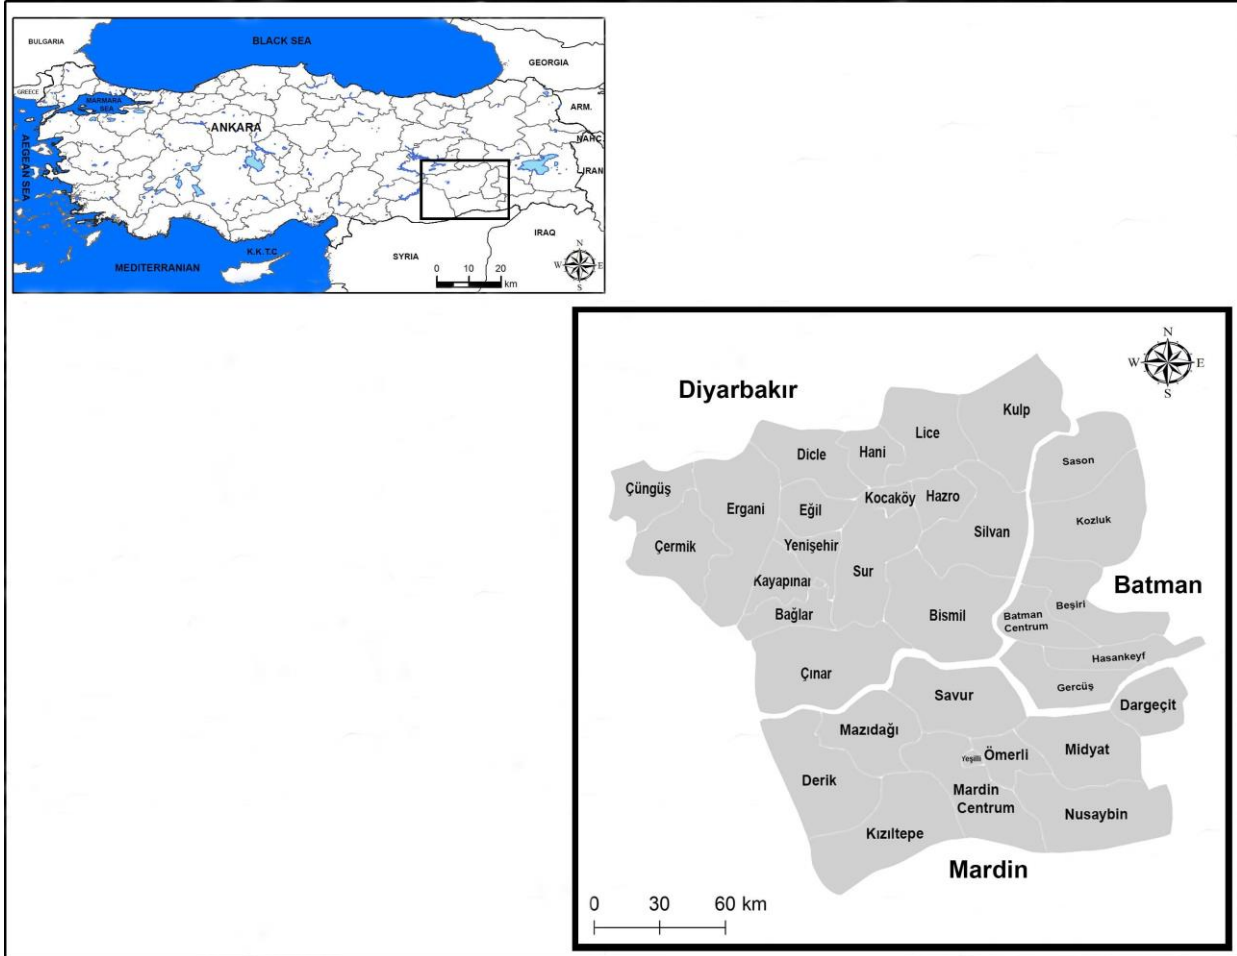 BULGARIA
BLACK SEA
GEORGIA
GREECE
MARMARA
SEA
ARM.
ANKARA
NAHC.
AEGEAN SEA
IRAN
IRAQ
K.K.T.C
SYRIA
MEDITERRANIAN
N
W
E
S
0 10 20
km
N
W
E
S
Diyarbakır
Kulp
Lice
Dicle
Hani
Sason
Çüngüş
Kocaköy
Hazro
Ergani
Eğil
Kozluk
Silvan
Çermik
Yenişehir
Sur
Kayapınar
Batman
Bağlar
Bismil
Beşiri
Batman
Centrum
Hasankeyf
Çınar
Gercüş
Savur
Dargeçit
Mazıdağı
Yeşilli
Ömerli
Midyat
Derik
Mardin
Centrum
Nusaybin
Kızıltepe
Mardin
0 30 60 km